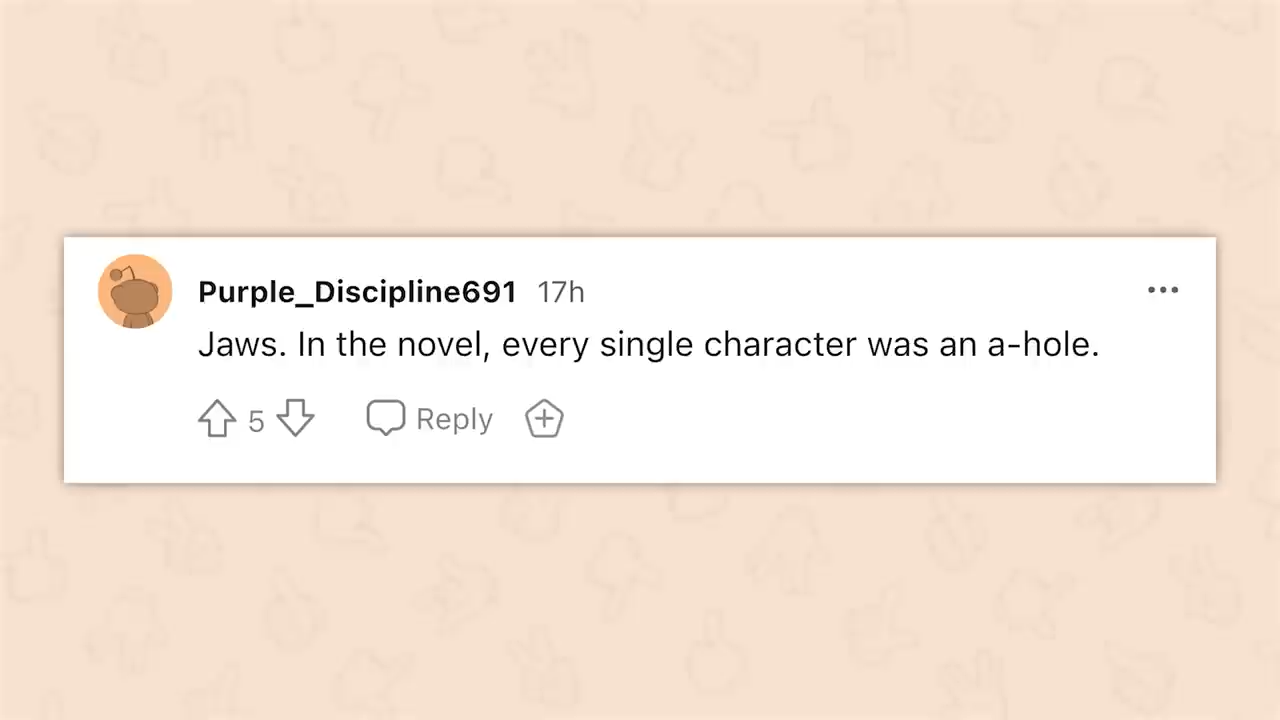 Purple_Discipline691 17h
Jaws. In the novel, every single character was an a-hole.
5 Reply